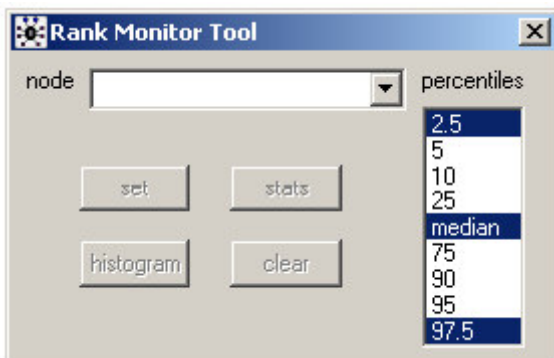 Rank Monitor Tool
node
percentiles
2.5
5
10
25
median
75
90
95
97.5
set
stats
histogram
clear